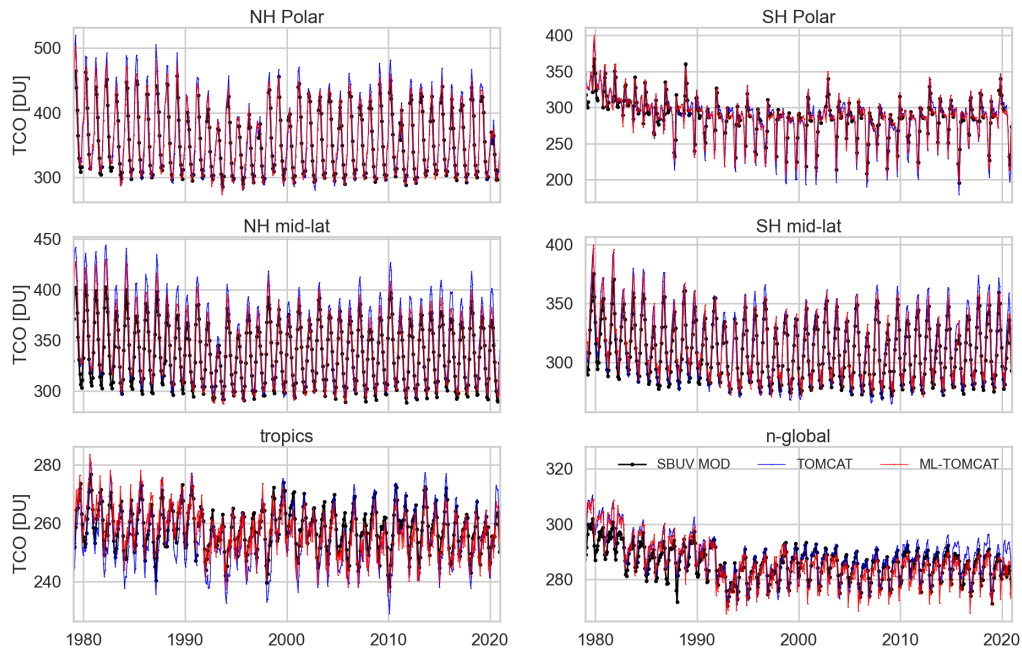 NH Polar
SH Polar
500
400
300
TCO [DU]
400
350
300
250
200
NH mid-lat
SH mid-lat
450
400
350
300
TCO [DU]
400
350
300
tropics
n-global
280
260
240
TCO [DU]
320
300
280
SBUV MOD
TOMCAT
ML-TOMCAT
1980 1990 2000 2010 2020
1980 1990 2000 2010 2020